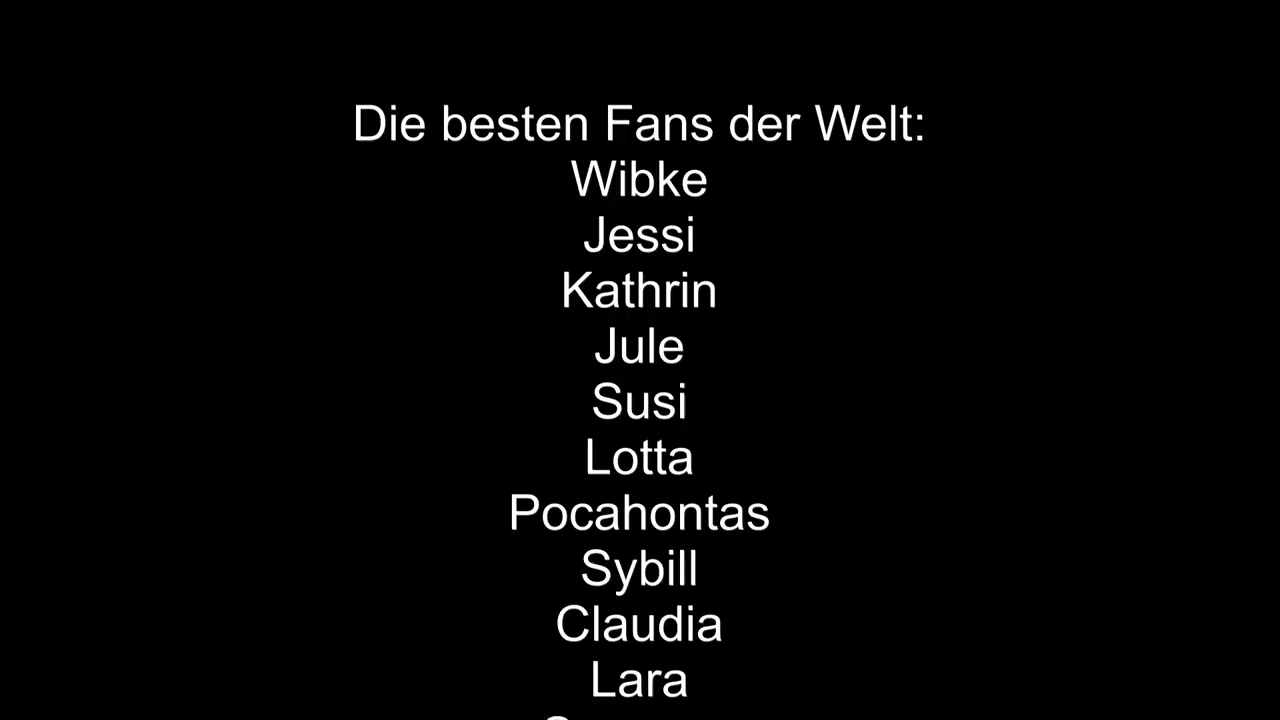 Die besten Fans der Welt:
Wibke
Jessi
Kathrin
Jule
Susi
Lotta
Pocahontas
Sybill
Claudia
Lara